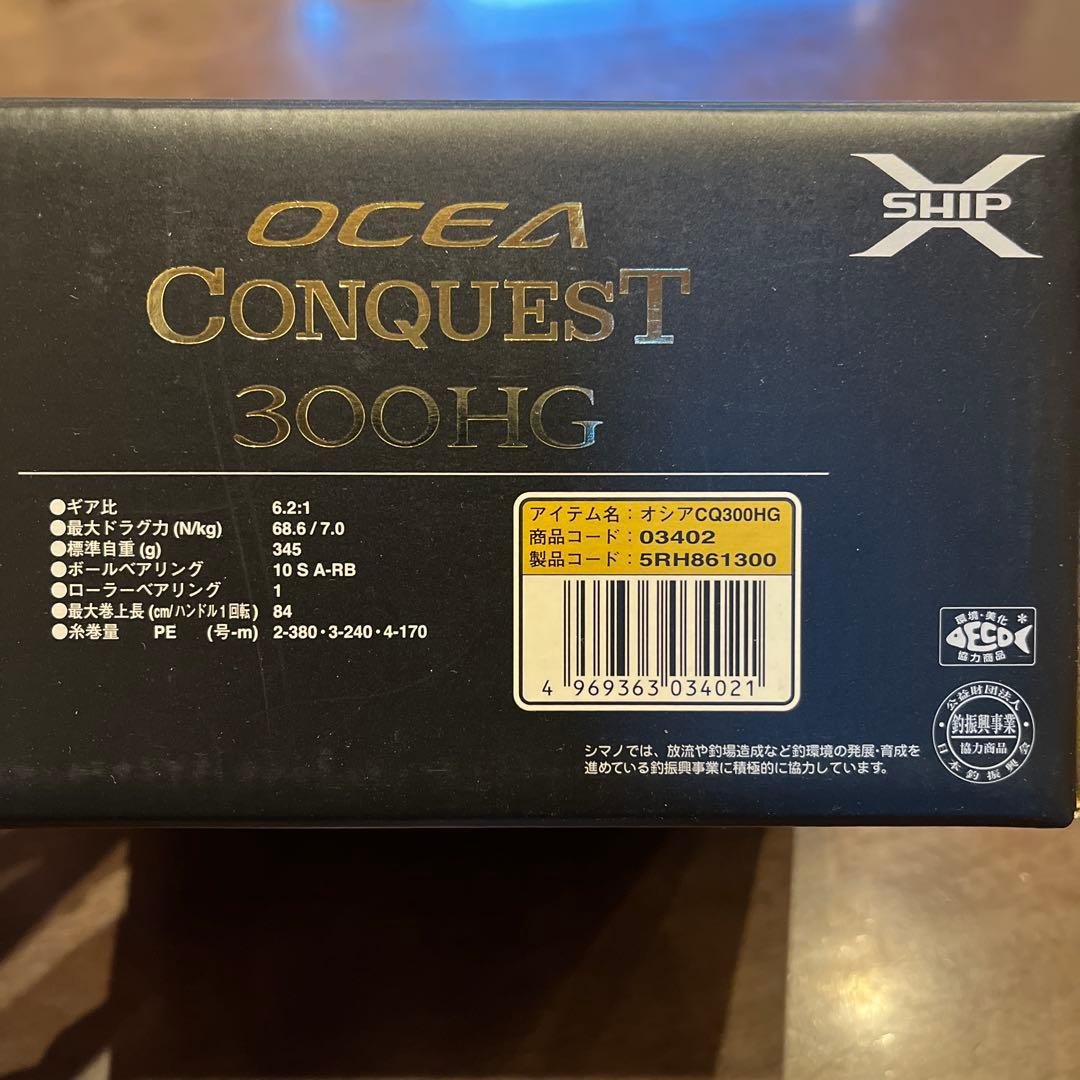 OCEA
CONQUEST
300HG
X SHIP
●ギア比 6.2:1
●最大ドラグ力(N/kg) 68.6/7.0
●標準自重(g) 345
●ボールベアリング 10 S A-RB
●ローラーベアリング 1
●最大巻上長(cm/ハンドル1回転) 84
●糸巻量 PE (号-m) 2-380・3-240・4-170
アイテム名：オシアCQ300HG
商品コード：03402
製品コード：5RH861300
4 969363 034021
環境・美化
DECO
協力商品
公益財団法人
釣振興事業
協力商品
日本釣振興会
シマノでは、放流や釣場造成など釣環境の発展・育成を
進めている釣振興事業に積極的に協力しています。